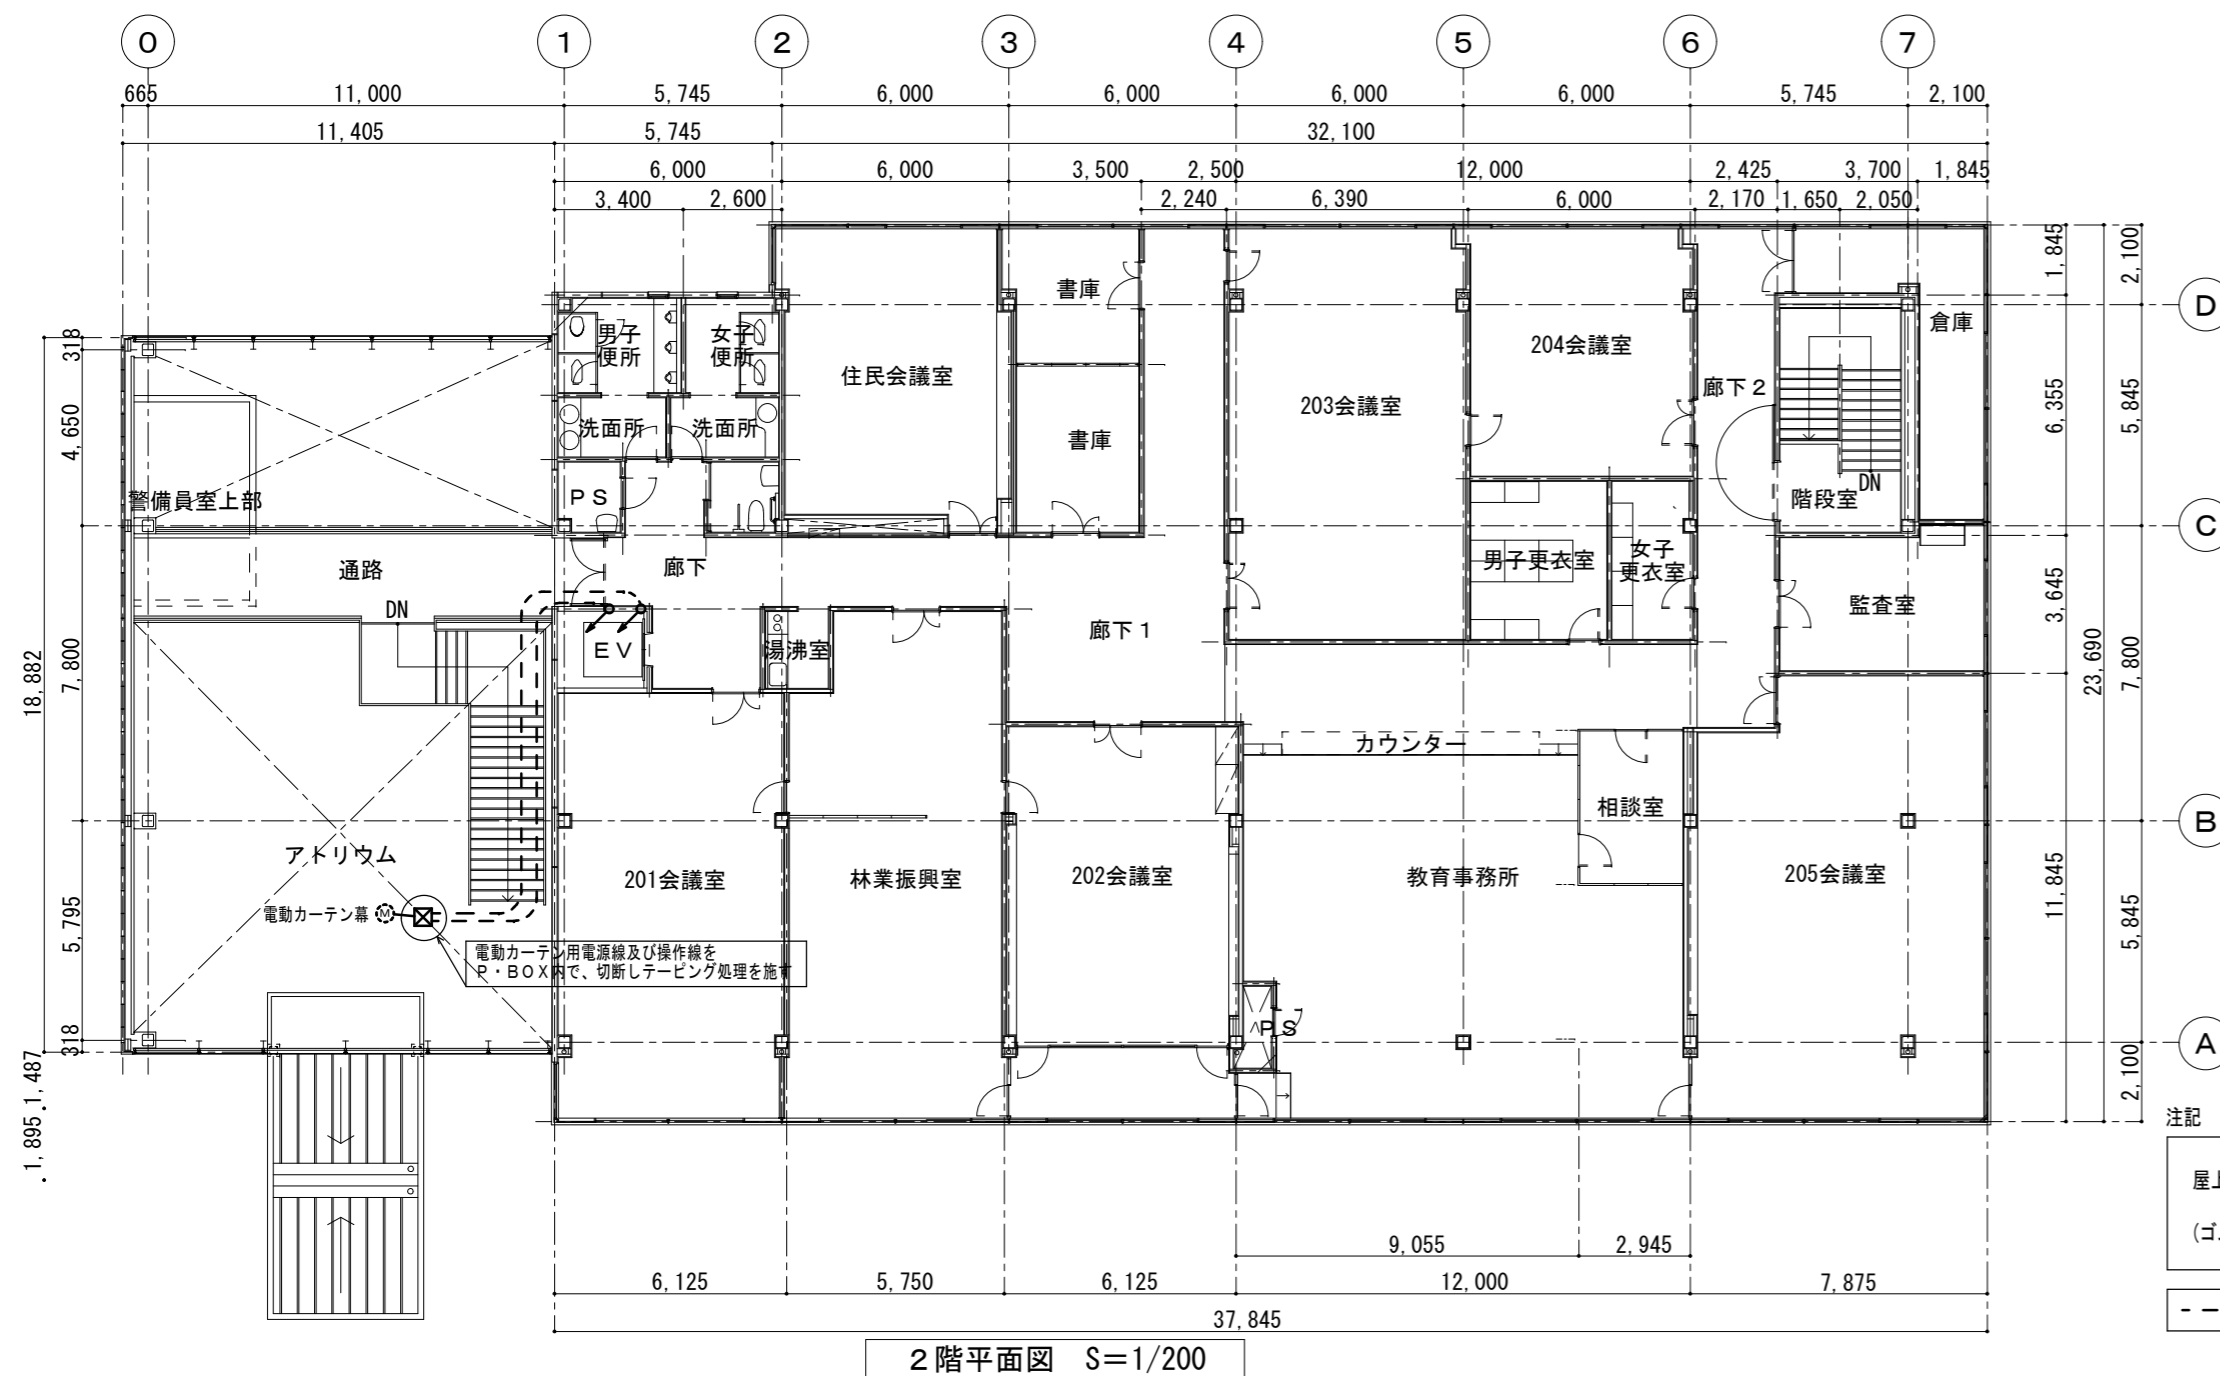 0 1 2 3 4 5 6 7
665 11,000 5,745 6,000 6,000 6,000 6,000 5,745 2,100
11,405 5,745 32,100
6,000 6,000 3,500 2,500 12,000 2,425 3,700 1,845
3,400 2,600 2,240 6,390 6,000 2,170 1,650 2,050
D
C
B
A
1,845 2,100
6,355 5,845
3,645
23,690
7,800
11,845
5,845
2,100
318
4,650
7,800
18,882
5,795
318
1,487
1,895
男子
便所
女子
便所
洗面所
洗面所
PS
住民会議室
書庫
書庫
203会議室
204会議室
廊下2
倉庫
DN
階段室
警備員室上部
通路
DN
廊下
EV
湯沸室
廊下1
男子更衣室
女子
更衣室
監査室
カウンター
相談室
アトリウム
201会議室
林業振興室
202会議室
教育事務所
205会議室
PS
電動カーテン幕
M
電動カーテン用電源線及び操作線を
P・BOX内で、切断しテーピング処理を施す
注記
屋上
(ゴム
9,055 2,945
6,125 5,750 6,125 12,000 7,875
37,845
2階平面図 S=1/200